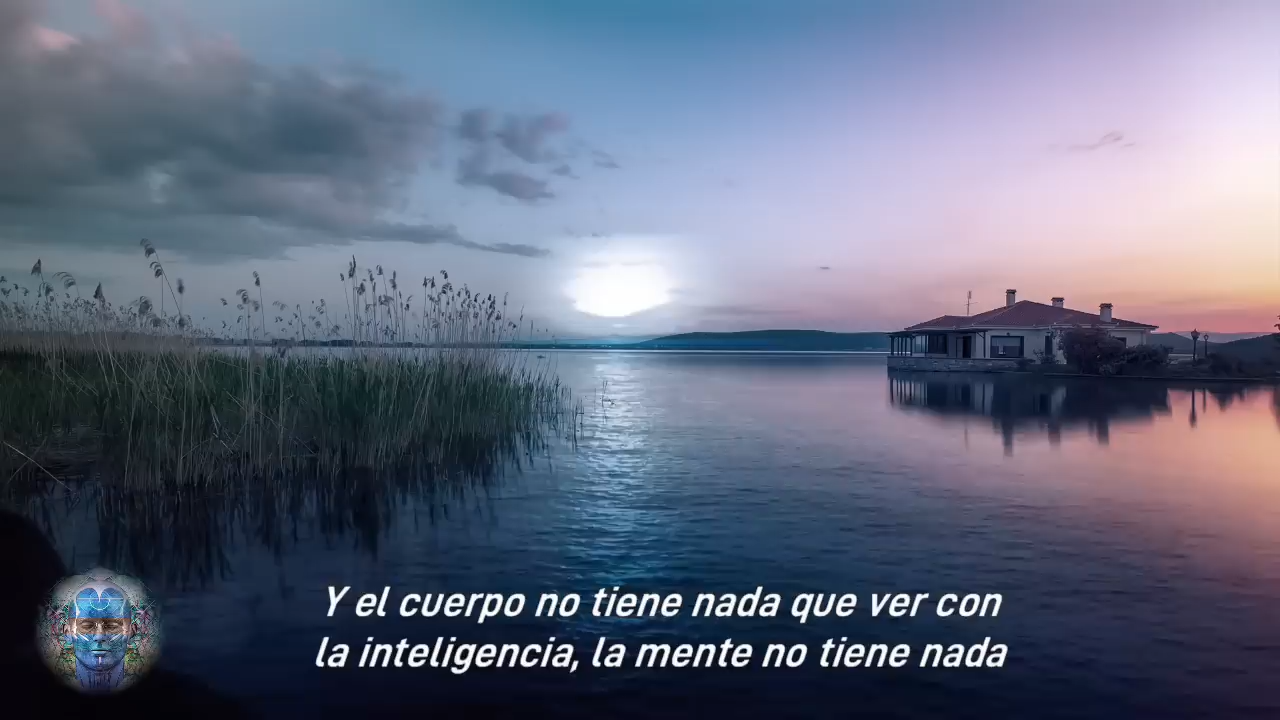 Y el cuerpo no tiene nada que ver con
la inteligencia, la mente no tiene nada